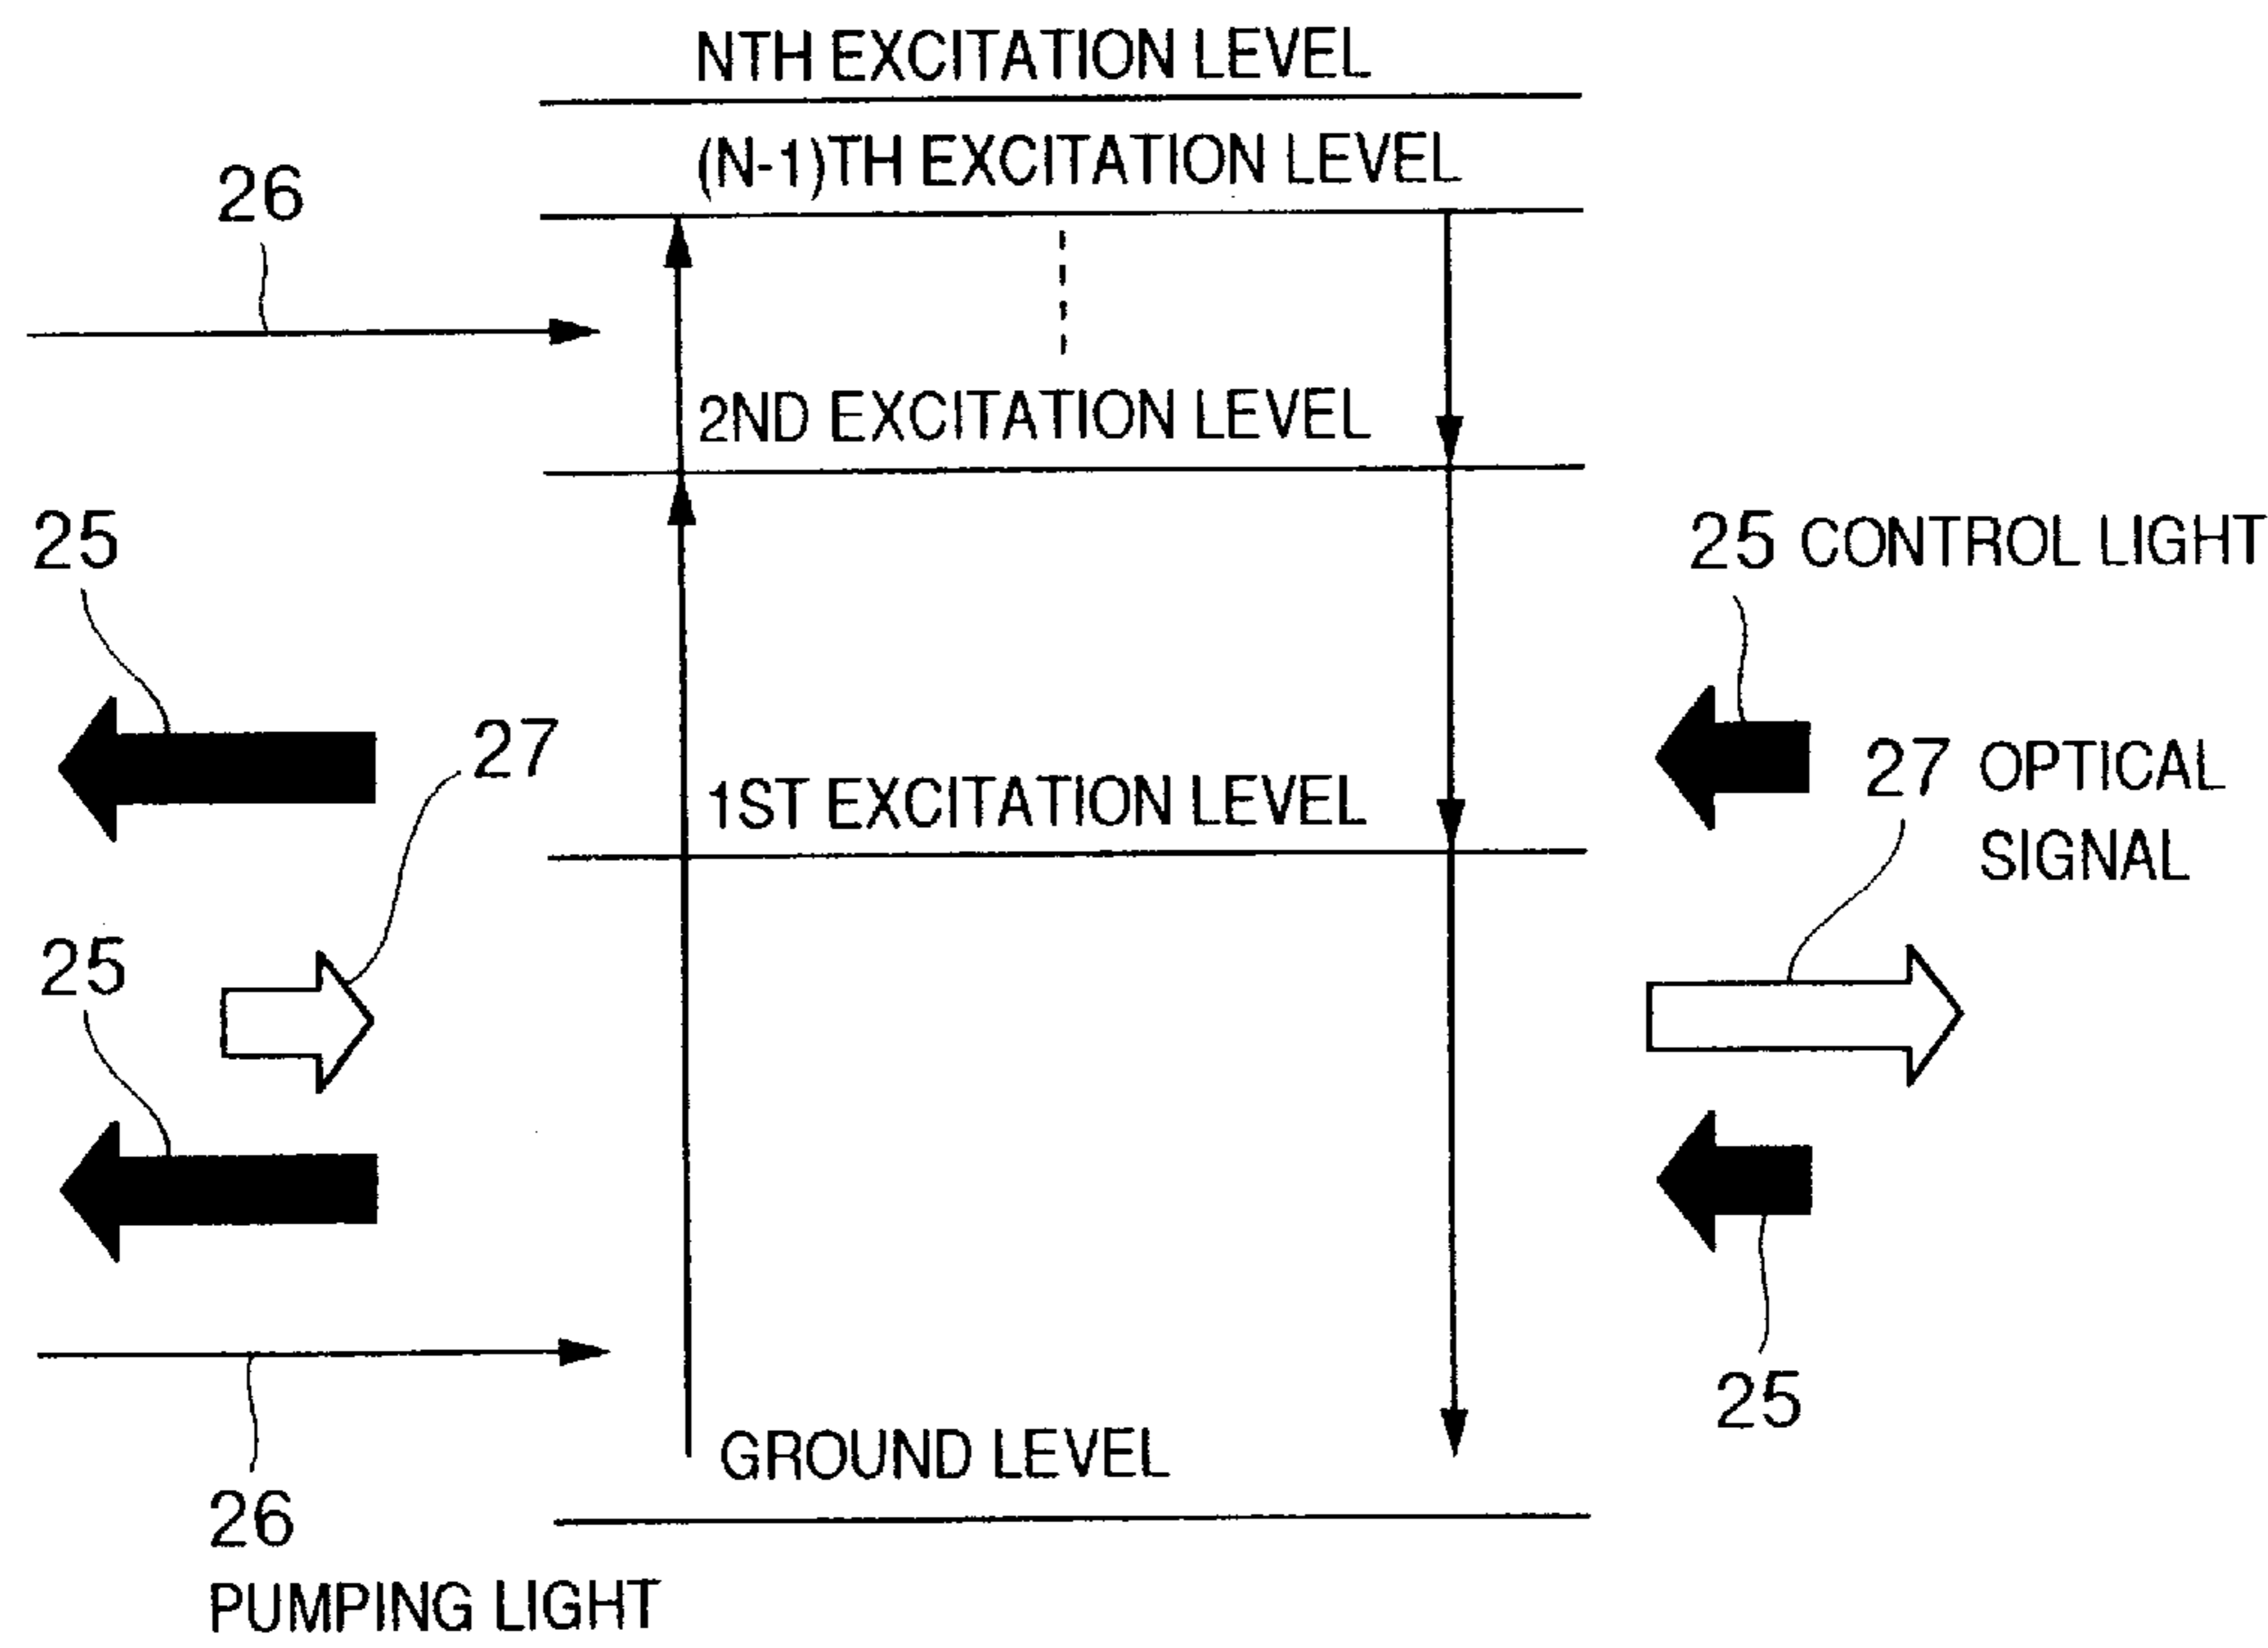 NTH EXCITATION LEVEL
(N-1)TH EXCITATION LEVEL
26
2ND EXCITATION LEVEL
25
25 CONTROL LIGHT
27
27 OPTICAL
SIGNAL
1ST EXCITATION LEVEL
25
25
GROUND LEVEL
26
PUMPING LIGHT